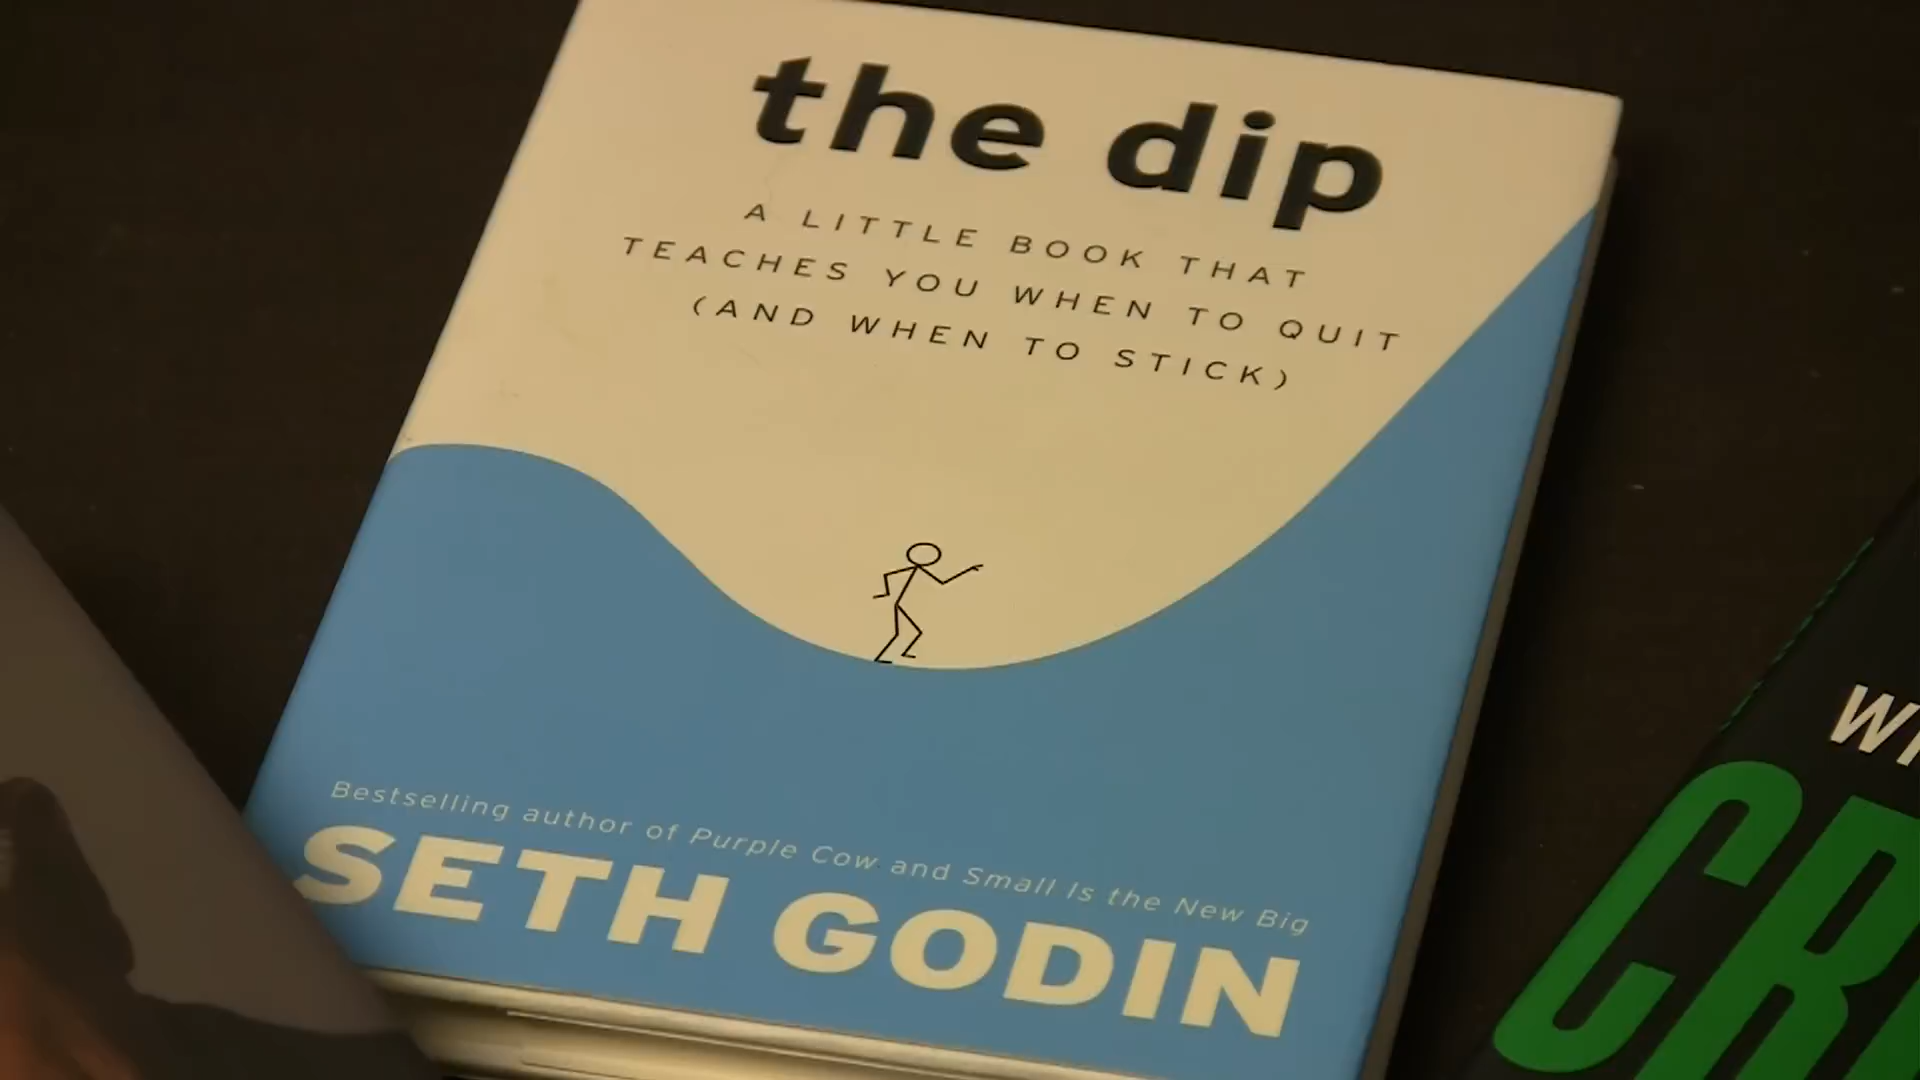 the dip
A LITTLE BOOK THAT
TEACHES YOU WHEN TO QUIT
(AND WHEN TO STICK)
Bestselling author of Purple Cow and Small Is the New Big
SETH GODIN